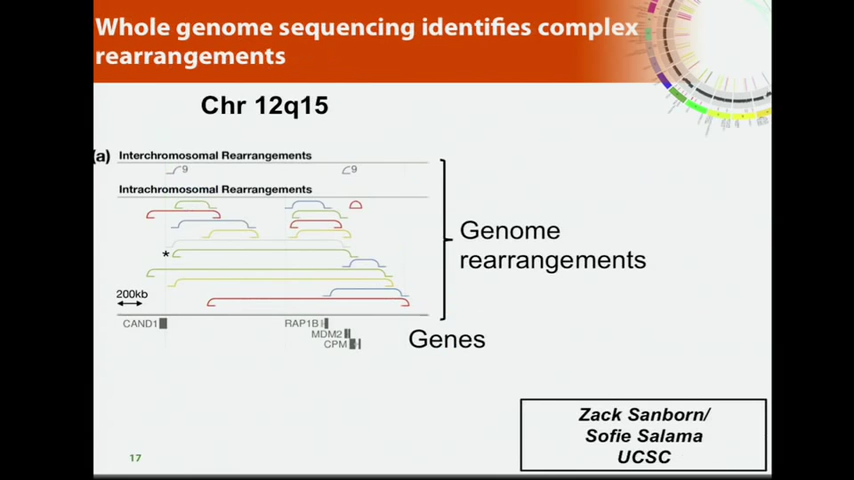 Whole genome sequencing identifies complex
rearrangements
Chr 12q15
(a)
Interchromosomal Rearrangements
9
9
Intrachromosomal Rearrangements
*
200kb
CAND1
RAP1B
MDM2
CPM
Genome
rearrangements
Genes
Zack Sanborn/
Sofie Salama
UCSC
17